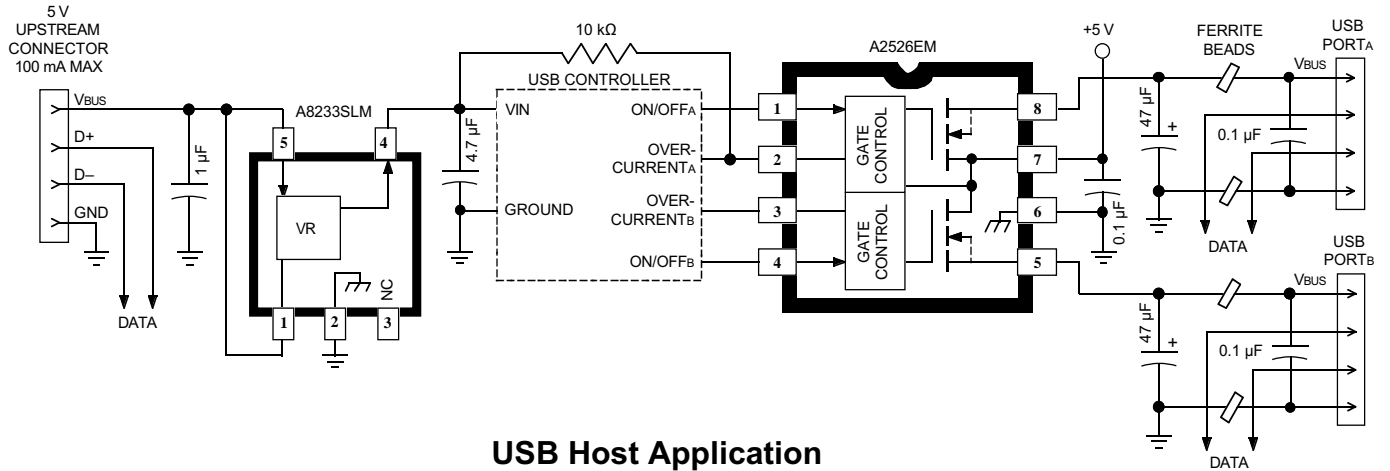 5 V
UPSTREAM
CONNECTOR
100 mA MAX
VBUS
D+
D–
GND
DATA
1 µF
A8233SLM
5
4
VR
NC
1
2
3
10 kΩ
4.7 µF
USB CONTROLLER
VIN
GROUND
ON/OFFA
OVER-
CURRENTA
OVER-
CURRENTB
ON/OFFB
A2526EM
1
2
3
4
GATE
CONTROL
GATE
CONTROL
8
7
6
5
+5 V
0.1 µF
FERRITE
BEADS
USB
PORTA
VBUS
47 µF
+
0.1 µF
DATA
USB
PORTB
VBUS
47 µF
+
0.1 µF
DATA
USB Host Application